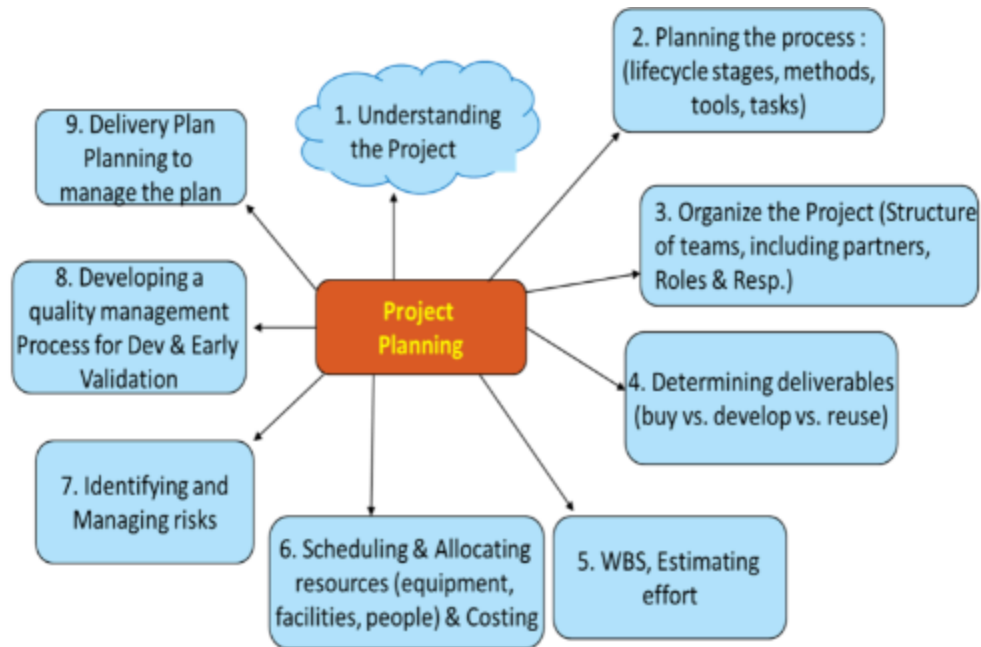 Project
Planning
1. Understanding
the Project
2. Planning the process :
(lifecycle stages, methods,
tools, tasks)
3. Organize the Project (Structure
of teams, including partners,
Roles & Resp.)
4. Determining deliverables
(buy vs. develop vs. reuse)
5. WBS, Estimating
effort
6. Scheduling & Allocating
resources (equipment,
facilities, people) & Costing
7. Identifying and
Managing risks
8. Developing a
quality management
Process for Dev & Early
Validation
9. Delivery Plan
Planning to
manage the plan